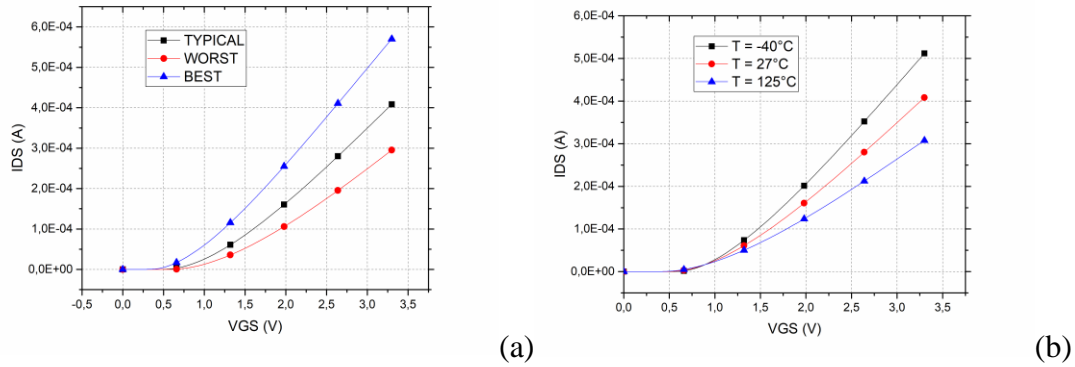 6,0E-04
5,0E-04
4,0E-04
3,0E-04
2,0E-04
1,0E-04
0,0E+00
IDS (A)
TYPICAL
WORST
BEST
-0,5 0,0 0,5 1,0 1,5 2,0 2,5 3,0 3,5
VGS (V)
(a)
6,0E-04
5,0E-04
4,0E-04
3,0E-04
2,0E-04
1,0E-04
0,0E+00
IDS (A)
T = -40°C
T = 27°C
T = 125°C
0,0 0,5 1,0 1,5 2,0 2,5 3,0 3,5
VGS (V)
(b)